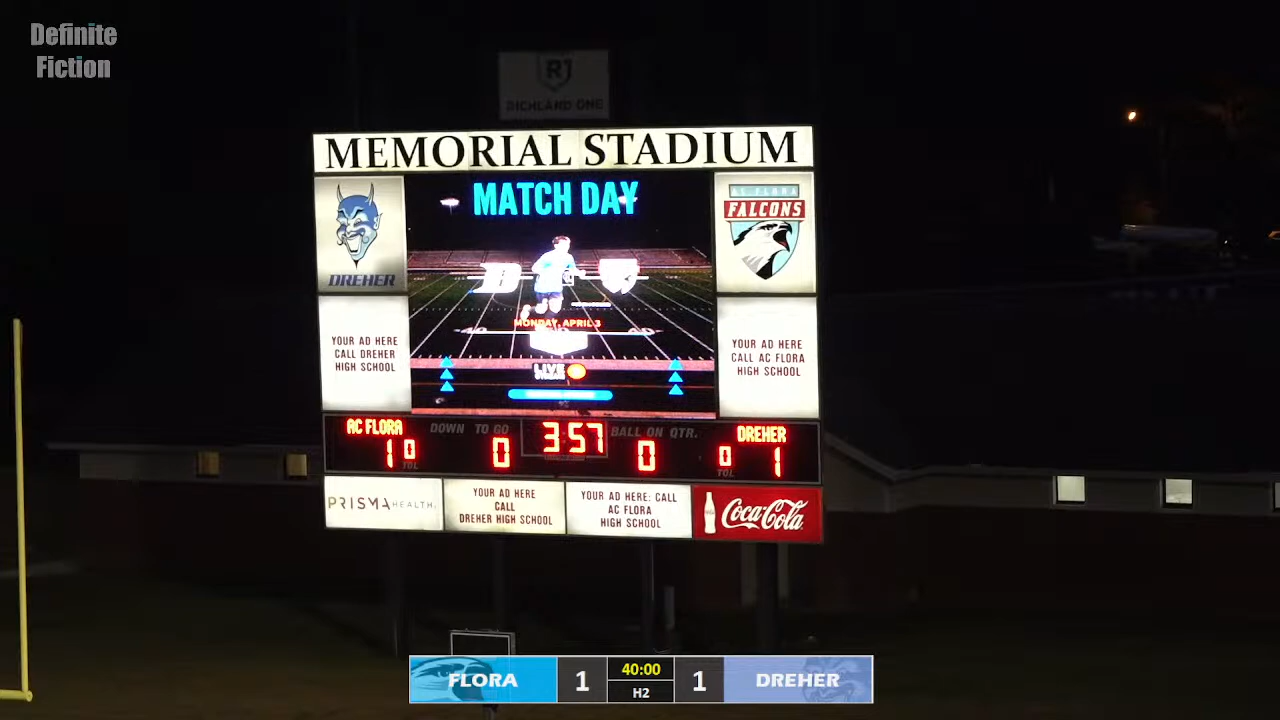 Definite
Fiction
R1
RICHLAND ONE
MEMORIAL STADIUM
MATCH DAY
DREHER
AC FLORA
FALCONS
D
MONDAY, APRIL 3
LIVE
YOUR AD HERE
CALL DREHER
HIGH SCHOOL
YOUR AD HERE
CALL AC FLORA
HIGH SCHOOL
AC FLORA
DOWN TO GO
3:57
BALL ON QTR.
DREHER
1 0 0 0 0 1
TOL
TOL
PRISMA HEALTH
YOUR AD HERE
CALL
DREHER HIGH SCHOOL
YOUR AD HERE: CALL
AC FLORA
HIGH SCHOOL
Coca-Cola
FLORA 1 40:00 1 DREHER
H2